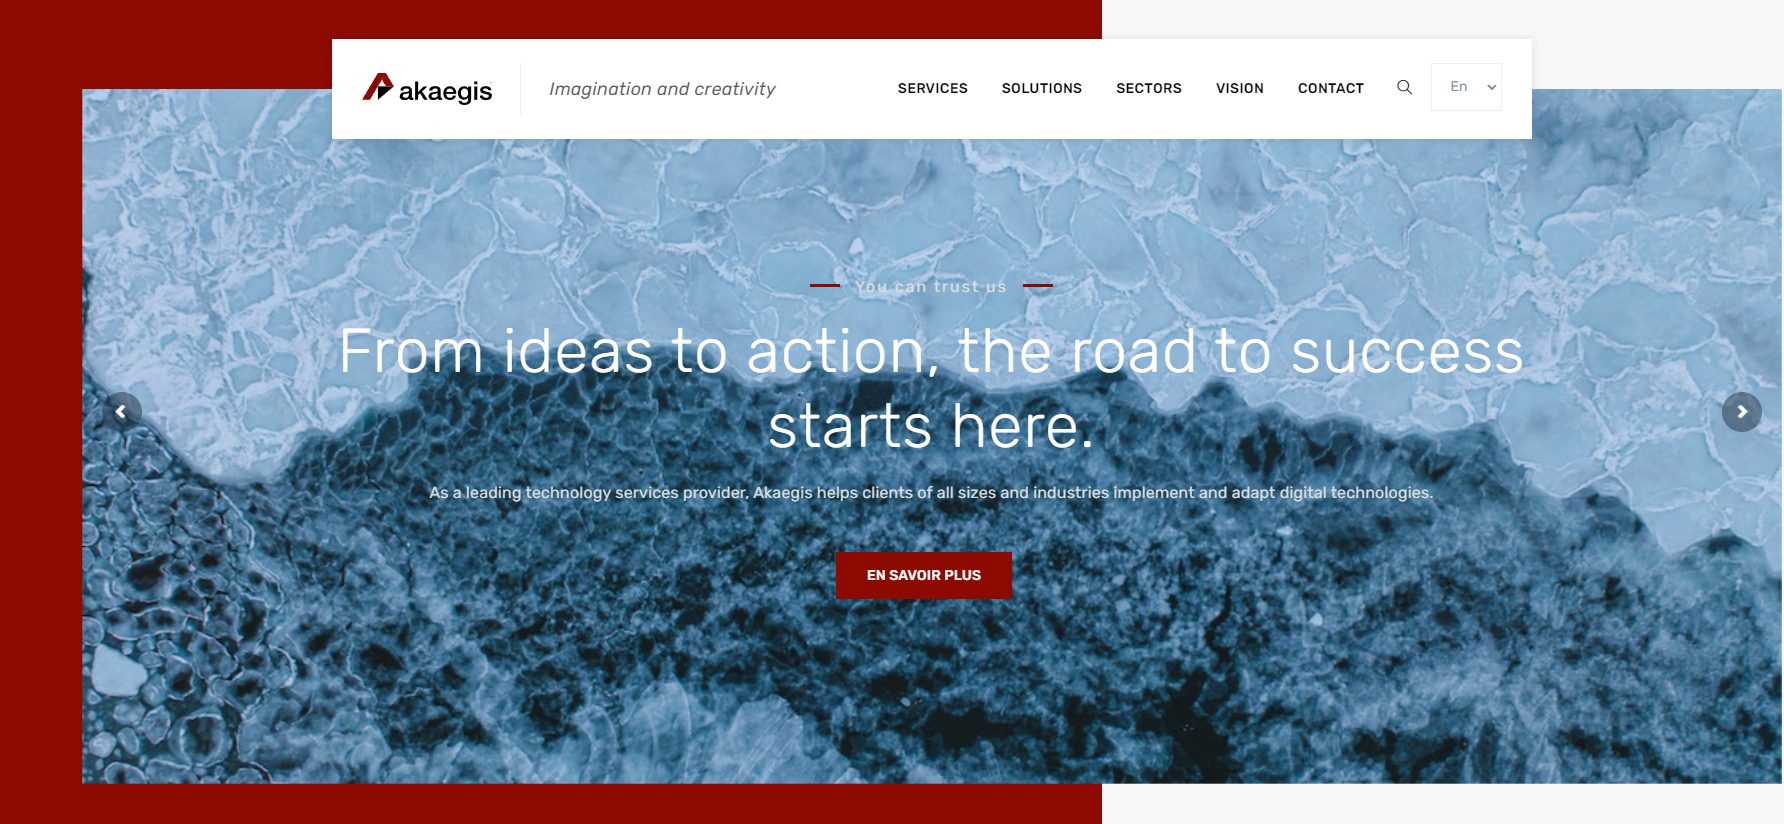 akaegis
Imagination and creativity
SERVICES
SOLUTIONS
SECTORS
VISION
CONTACT
En
You can trust us
From ideas to action, the road to success
starts here.
As a leading technology services provider, Akaegis helps clients of all sizes and industries implement and adapt digital technologies.
EN SAVOIR PLUS